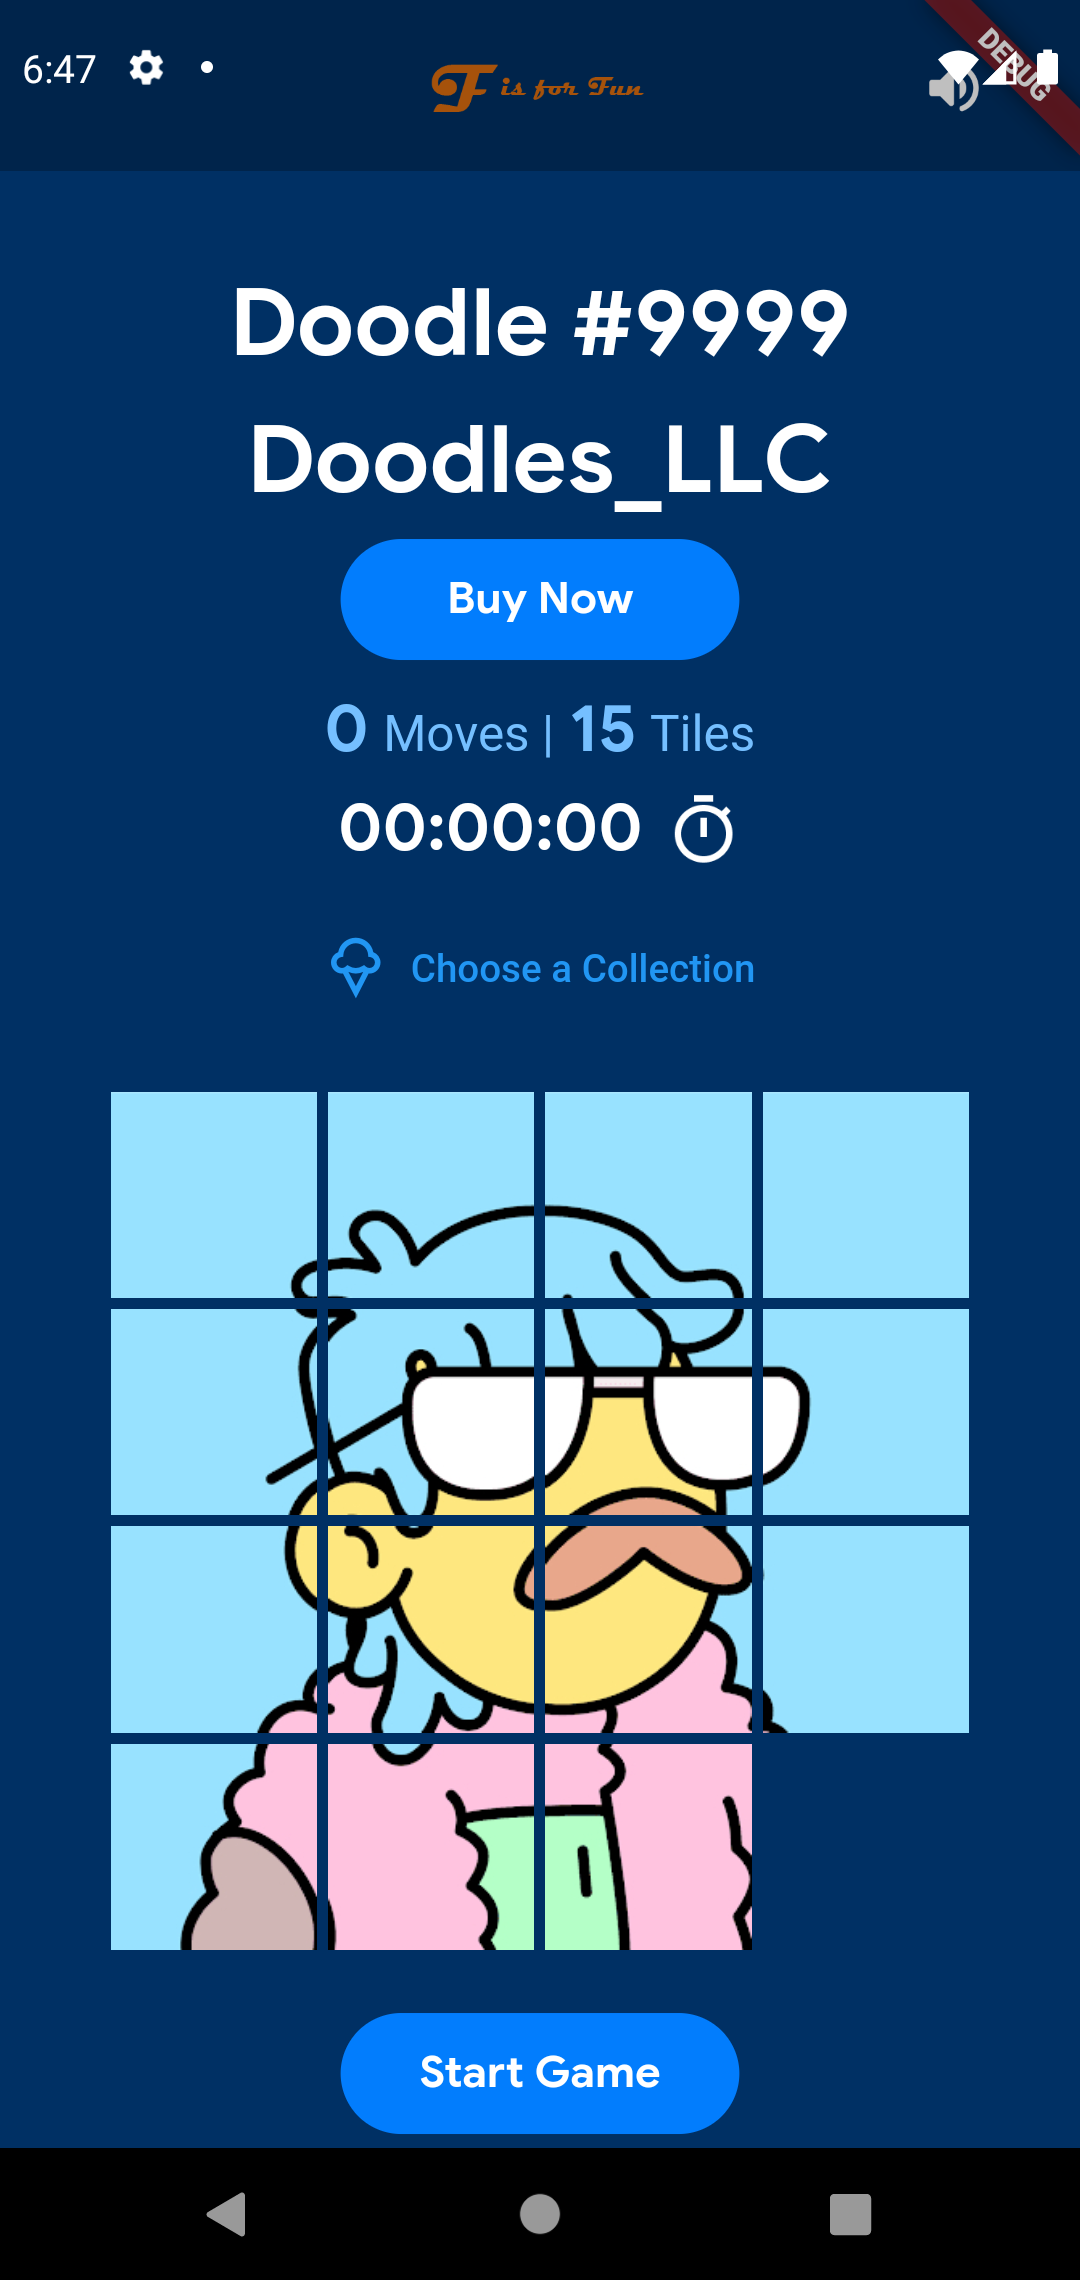 6:47
F is for Fun
DEBUG
Doodle #9999
Doodles_LLC
Buy Now
0 Moves | 15 Tiles
00:00:00
Choose a Collection
Start Game